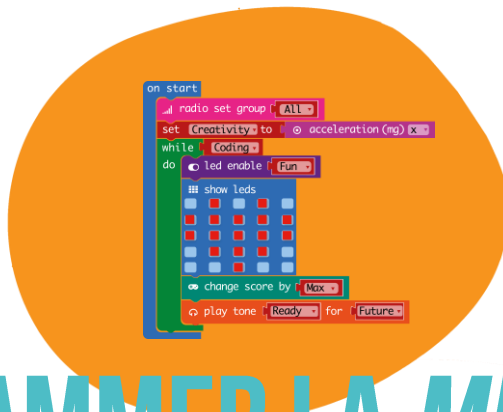 on start
radio set group All
set Creativity to acceleration (mg) x
while Coding
do led enable Fun
show leds
change score by Max
play tone Ready for Future